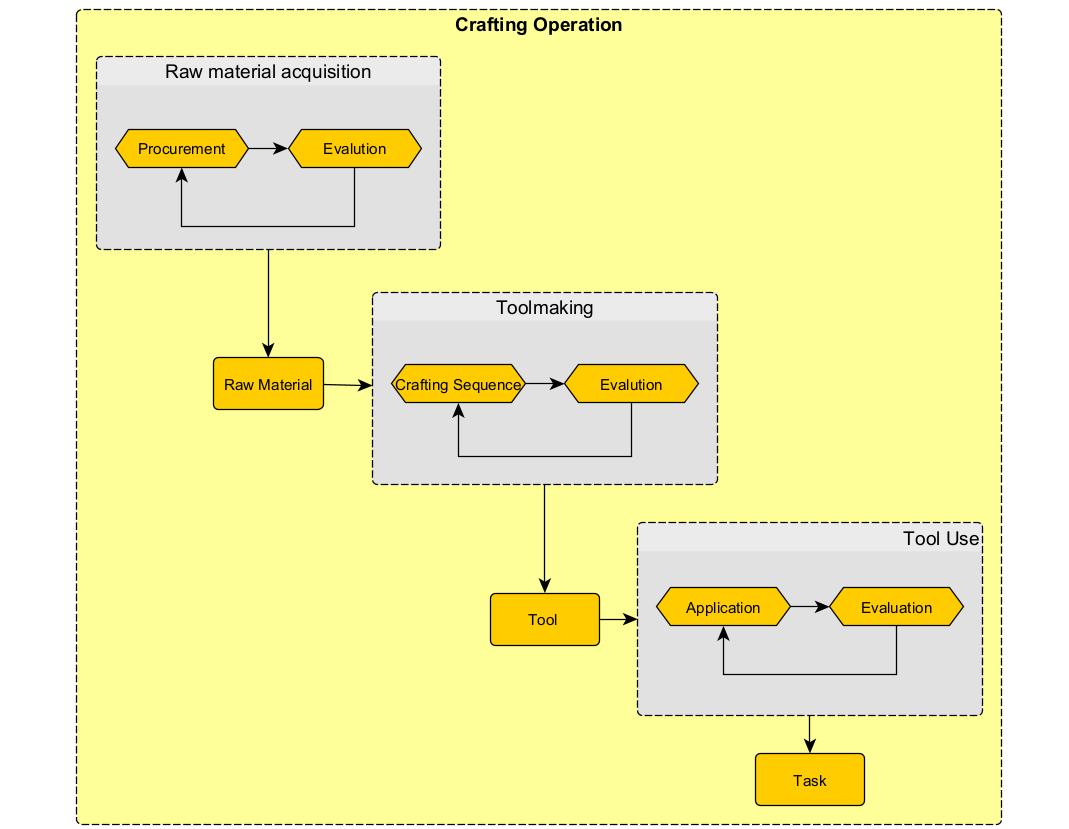 Crafting Operation
Raw material acquisition
Procurement
Evalution
Toolmaking
Raw Material
Crafting Sequence
Evalution
Tool Use
Application
Evaluation
Tool
Task